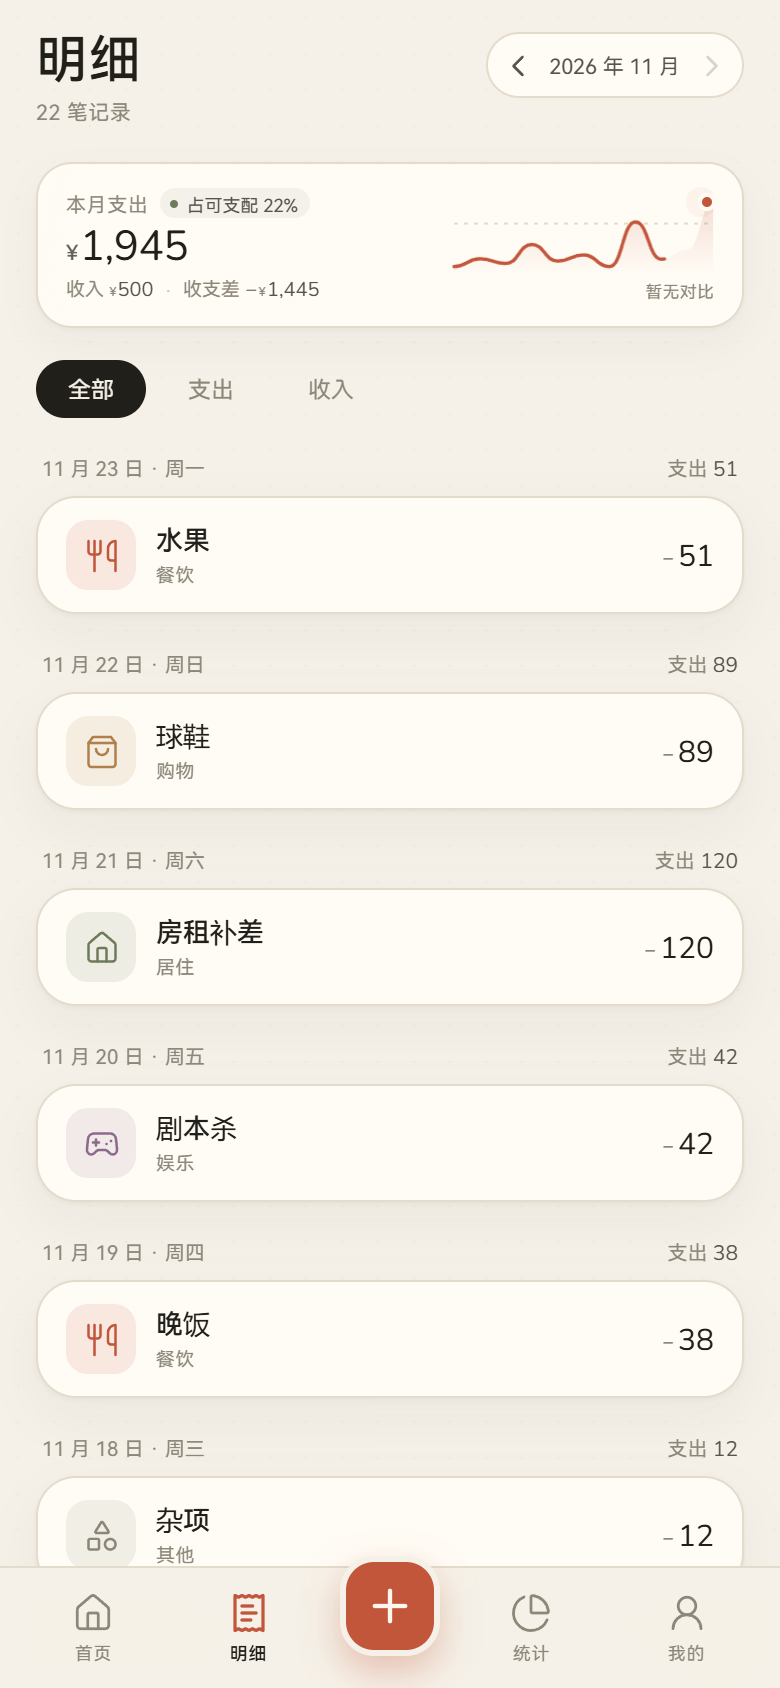 明细
2026 年 11 月
22 笔记录
本月支出 占可支配 22%
¥1,945
收入 ¥500 · 收支差 −¥1,445
暂无对比
全部 支出 收入
11 月 23 日 · 周一 支出 51
水果
餐饮
−51
11 月 22 日 · 周日 支出 89
球鞋
购物
−89
11 月 21 日 · 周六 支出 120
房租补差
居住
−120
11 月 20 日 · 周五 支出 42
剧本杀
娱乐
−42
11 月 19 日 · 周四 支出 38
晚饭
餐饮
−38
11 月 18 日 · 周三 支出 12
杂项
其他
−12
首页 明细 统计 我的